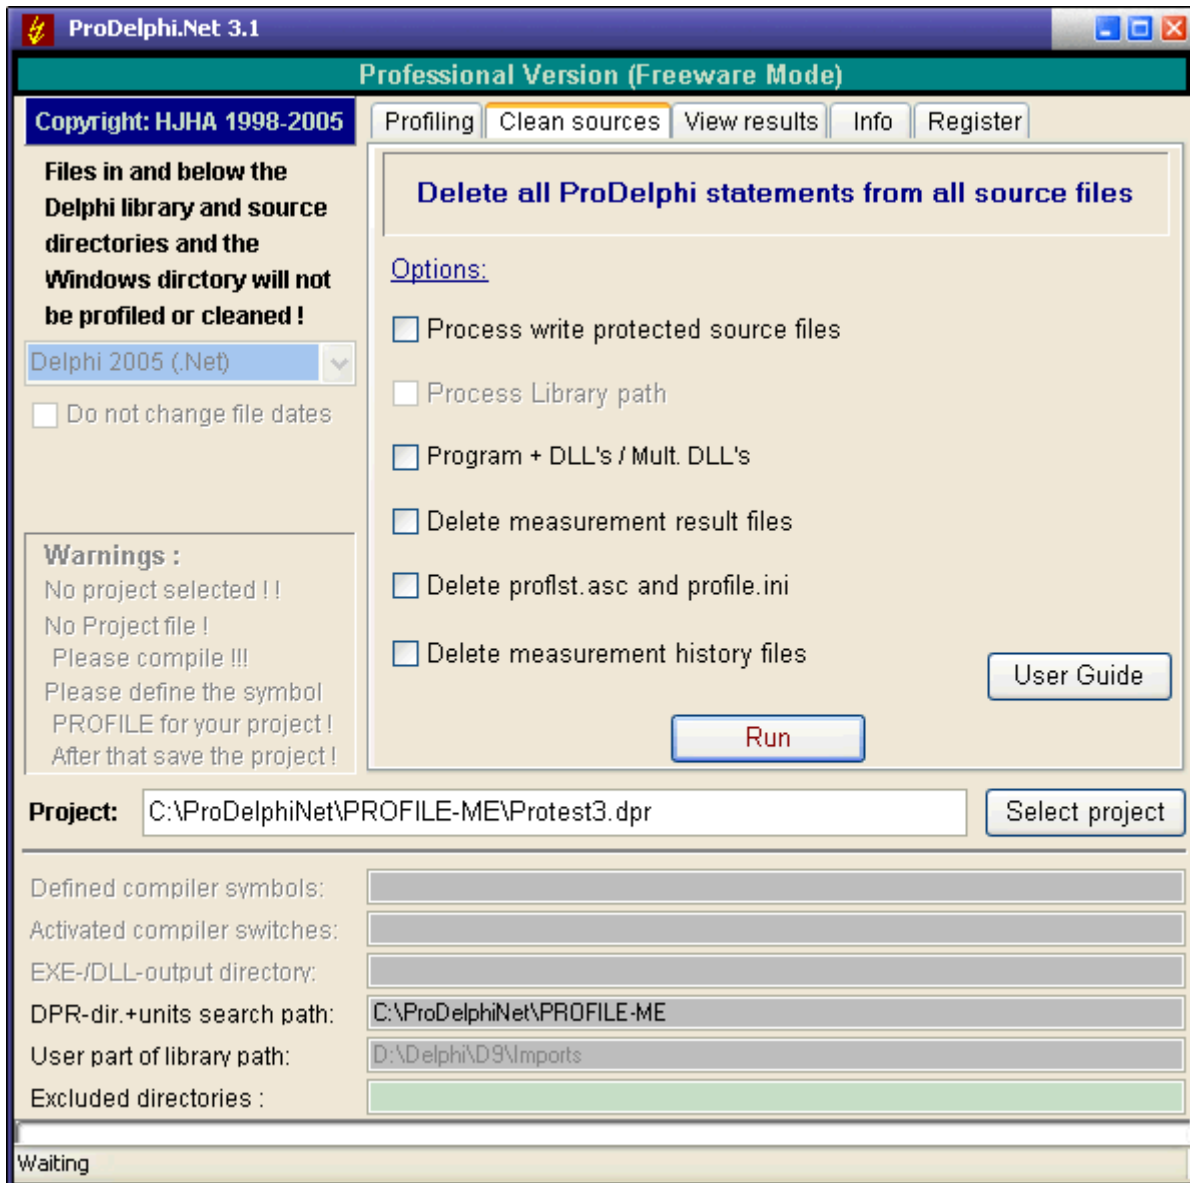 ProDelphi.Net 3.1
Professional Version (Freeware Mode)
Copyright: HJHA 1998-2005
Files in and below the
Delphi library and source
directories and the
Windows dirctory will not
be profiled or cleaned !
Delphi 2005 (.Net)
Do not change file dates
Warnings :
No project selected ! !
No Project file !
Please compile !!!
Please define the symbol
PROFILE for your project !
After that save the project !
Profiling Clean sources View results Info Register
Delete all ProDelphi statements from all source files
Options:
Process write protected source files
Process Library path
Program + DLL's / Mult. DLL's
Delete measurement result files
Delete proflst.asc and profile.ini
Delete measurement history files
User Guide
Run
Project: C:\ProDelphiNet\PROFILE-ME\Protest3.dpr Select project
Defined compiler symbols:
Activated compiler switches:
EXE-/DLL-output directory:
DPR-dir.+units search path: C:\ProDelphiNet\PROFILE-ME
User part of library path: D:\Delphi\D9\Imports
Excluded directories :
Waiting